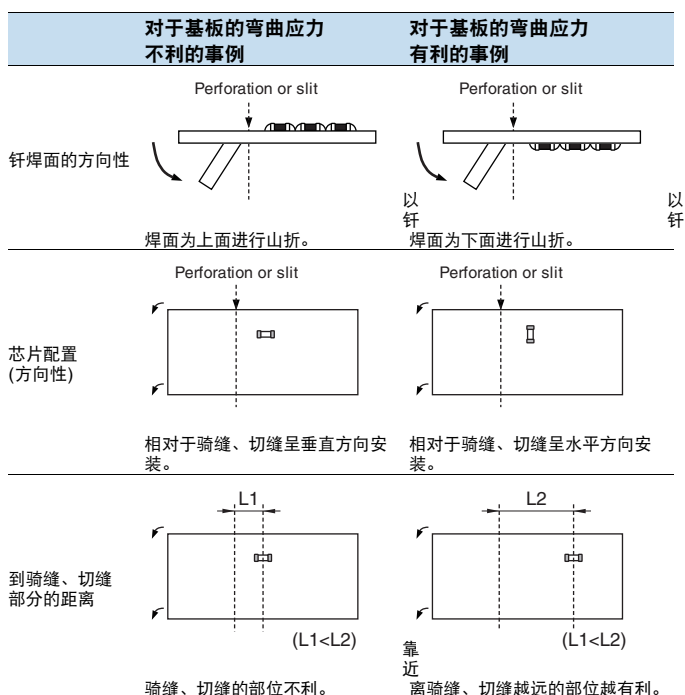 对于基板的弯曲应力
不利的事例
对于基板的弯曲应力
有利的事例
钎焊面的方向性
Perforation or slit
以
钎
焊面为上面进行山折。
Perforation or slit
以
钎
焊面为下面进行山折。
芯片配置
(方向性)
Perforation or slit
相对于骑缝、切缝呈垂直方向安
装。
Perforation or slit
相对于骑缝、切缝呈水平方向安
装。
到骑缝、切缝
部分的距离
L1
(L1<L2)
靠
近
骑缝、切缝的部位不利。
L2
(L1<L2)
离骑缝、切缝越远的部位越有利。